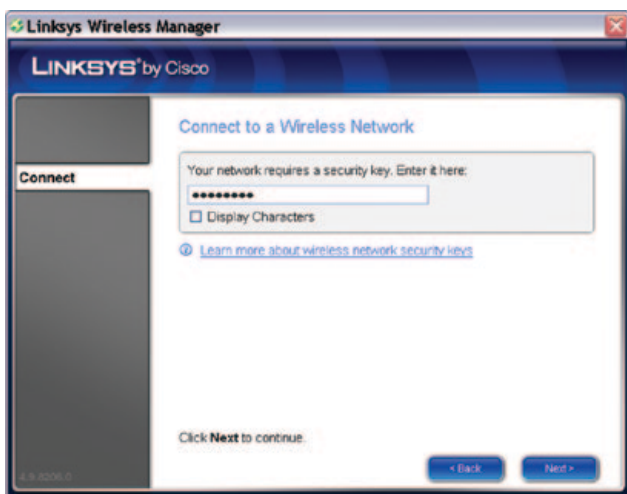 Linksys Wireless Manager
LINKSYS® by Cisco
Connect to a Wireless Network
Connect
Your network requires a security key. Enter it here:
••••••••
Display Characters
Learn more about wireless network security keys
Click Next to continue.
< Back
Next >